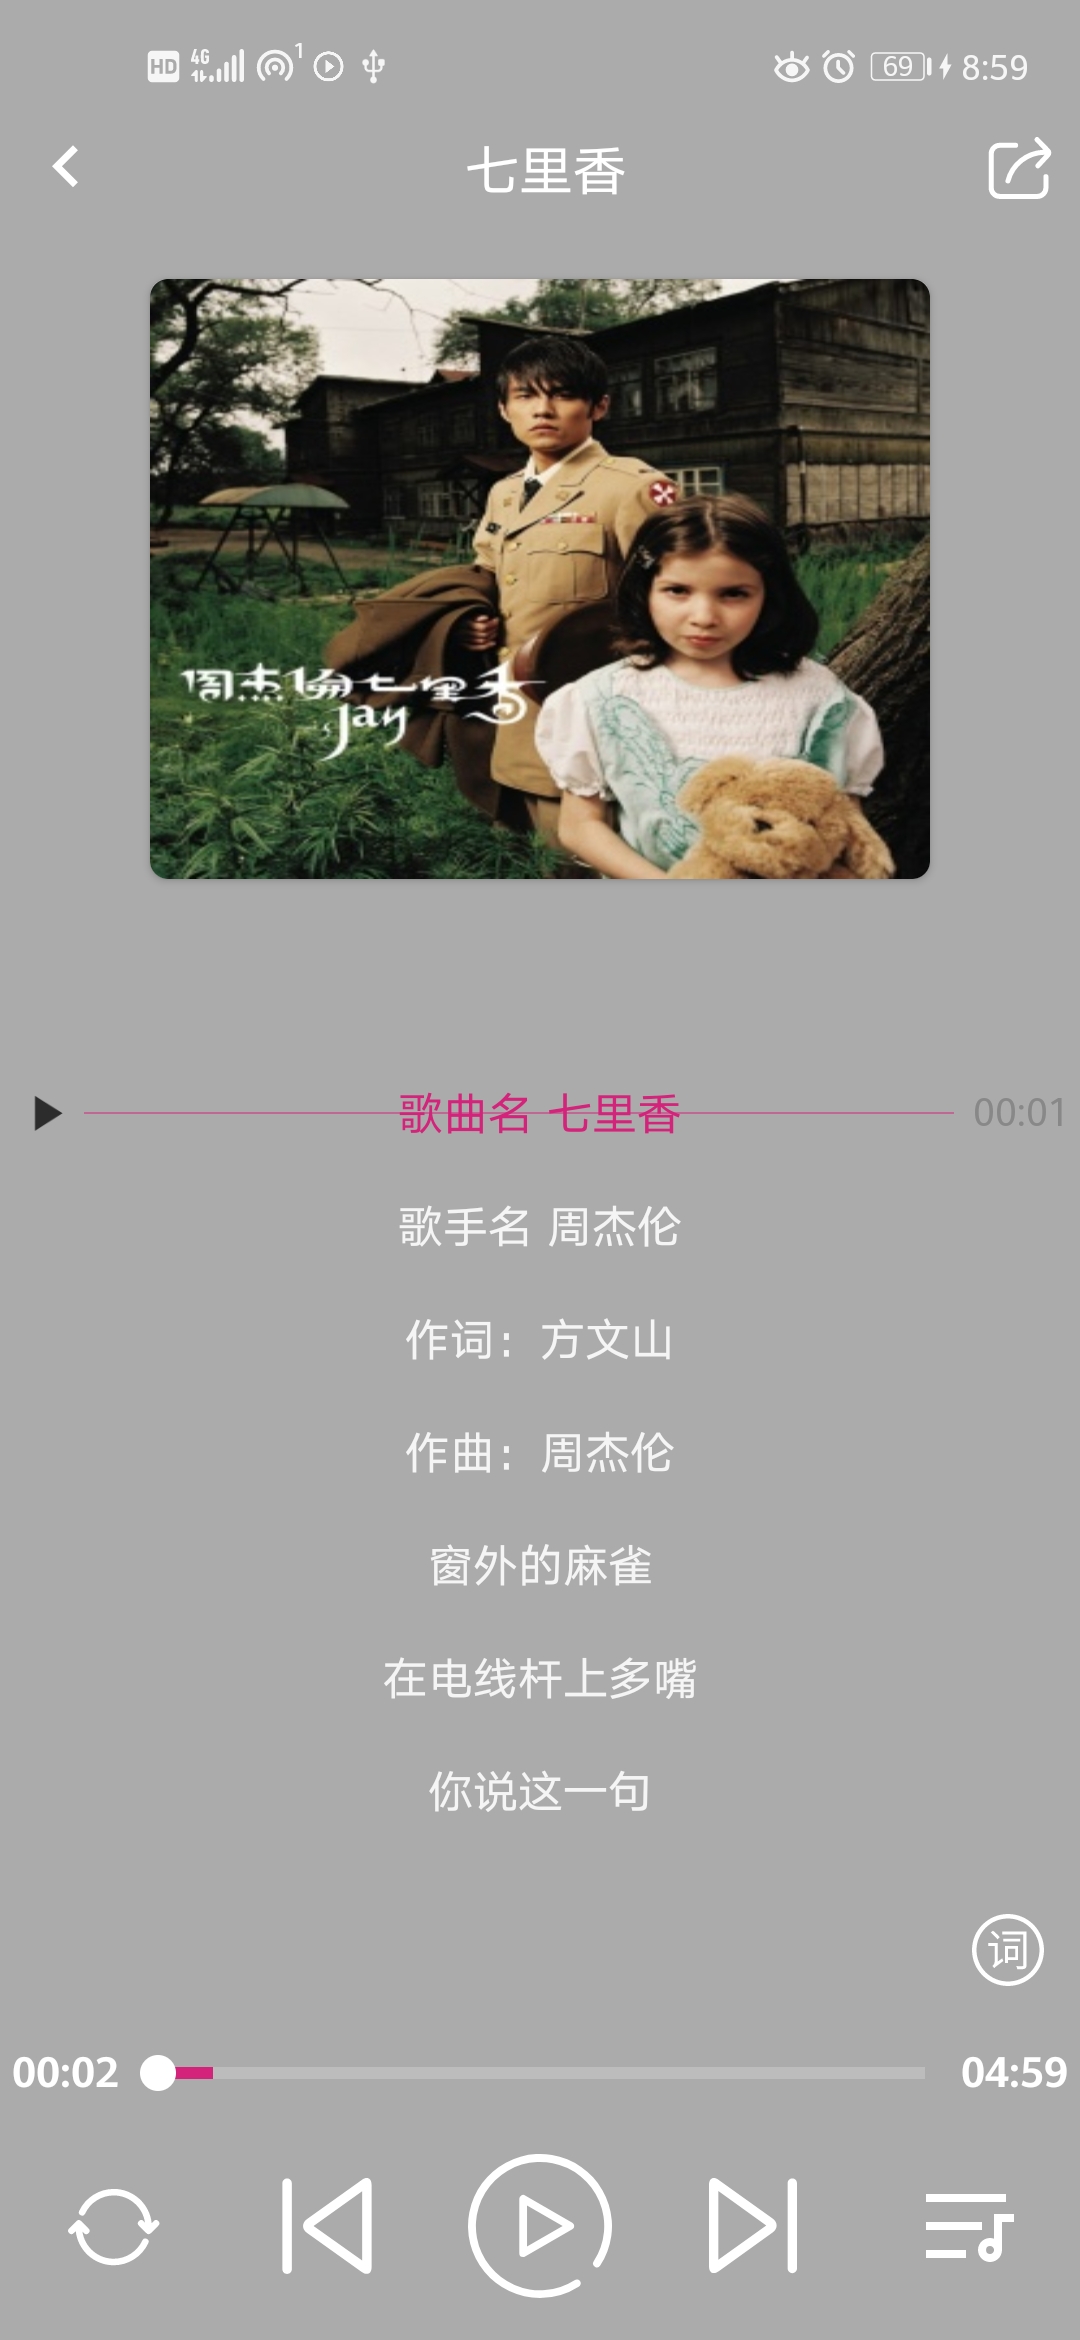 HD 4G 1 69 8:59
七里香
周杰倫 七里香
Jay
歌曲名 七里香 00:01
歌手名 周杰伦
作词：方文山
作曲：周杰伦
窗外的麻雀
在电线杆上多嘴
你说这一句
词
00:02 04:59